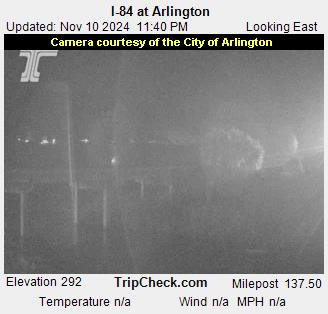 I-84 at Arlington
Updated: Nov 10 2024 11:40 PM Looking East
Camera courtesy of the City of Arlington
Elevation 292 TripCheck.com Milepost 137.50
Temperature n/a Wind n/a MPH n/a